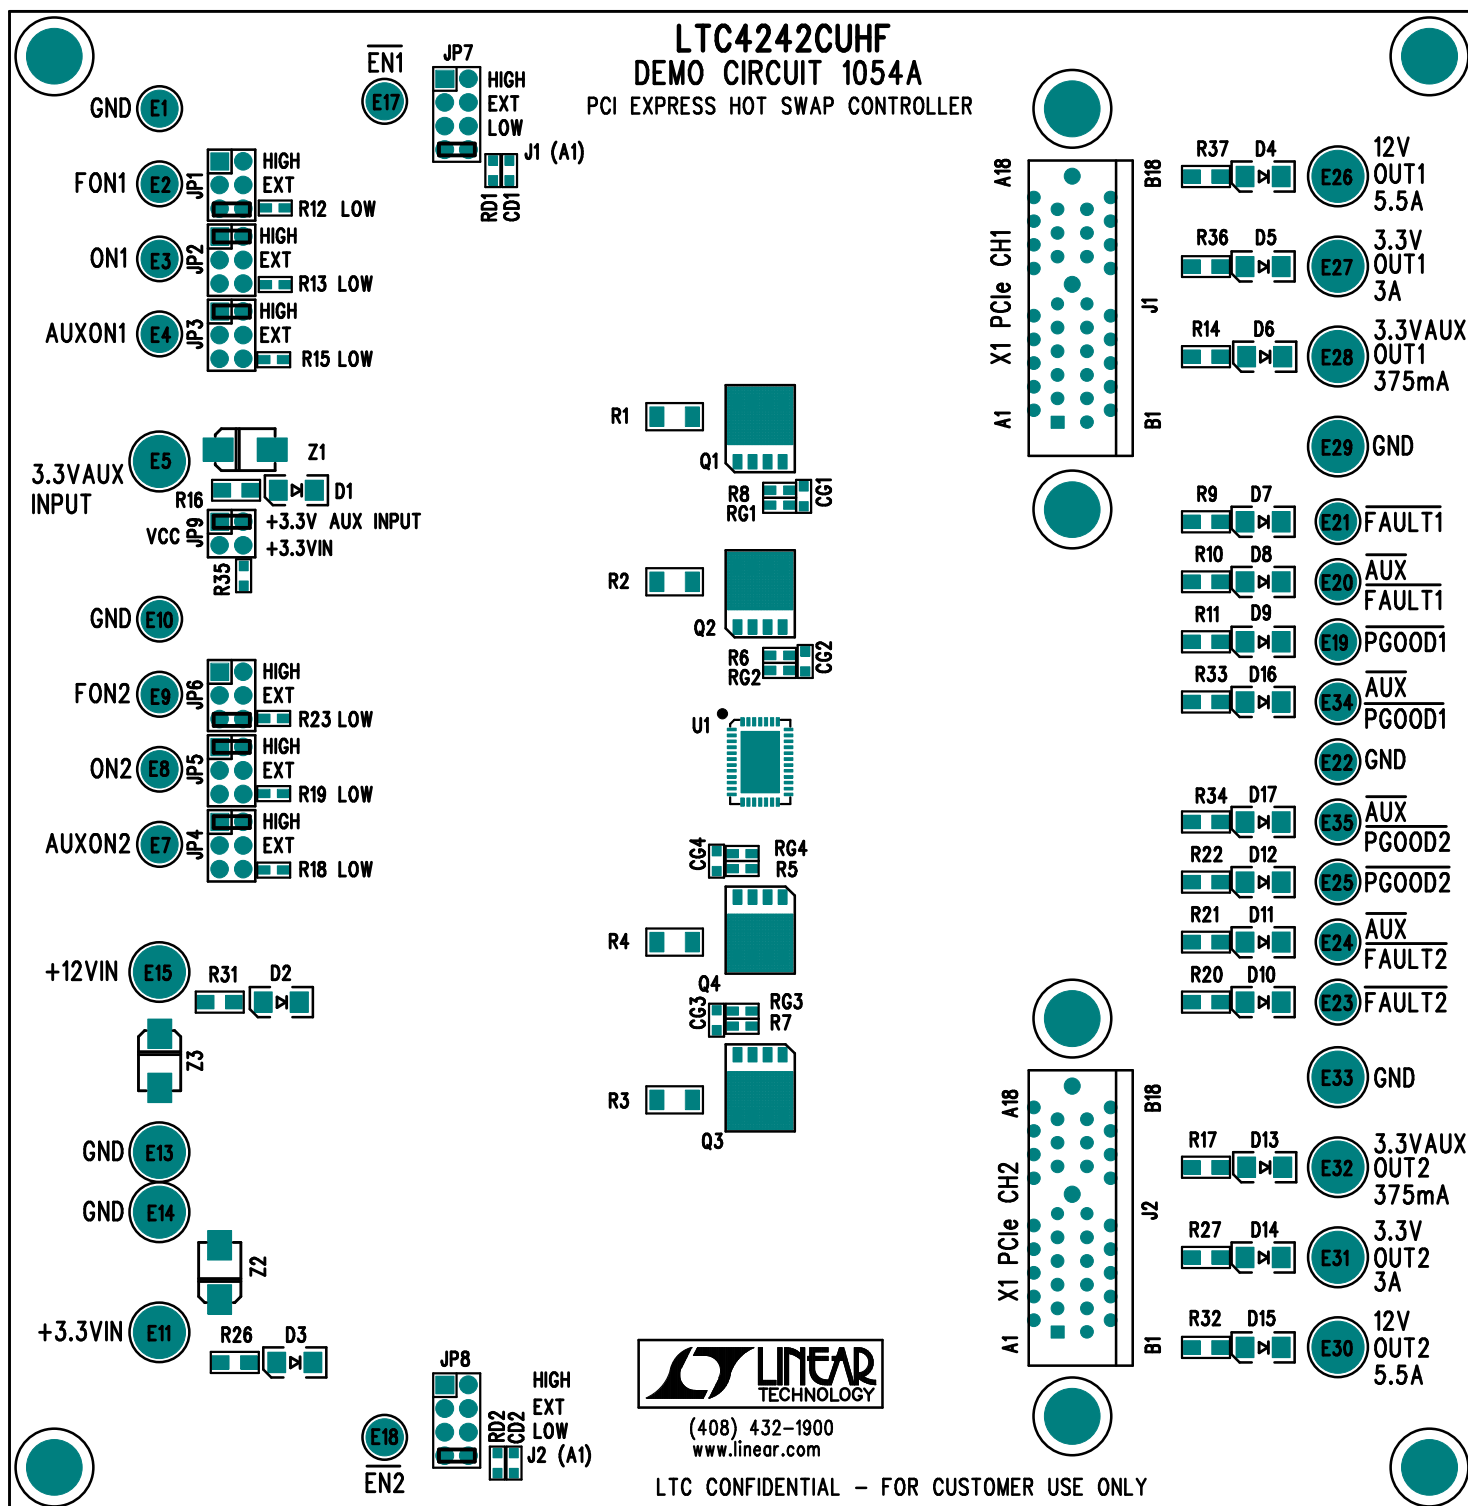 LTC4242CUHF
DEMO CIRCUIT 1054A
PCI EXPRESS HOT SWAP CONTROLLER
EN1
E17
JP7
HIGH
EXT
LOW
J1 (A1)
RD1
CD1
GND E1
FON1 E2
JP1
HIGH
EXT
R12 LOW
ON1 E3
JP2
HIGH
EXT
R13 LOW
AUXON1 E4
JP3
HIGH
EXT
R15 LOW
3.3VAUX
INPUT
E5
Z1
R16
D1
VCC
JP9
+3.3V AUX INPUT
+3.3VIN
R35
GND E10
FON2 E9
JP6
HIGH
EXT
R23 LOW
ON2 E8
JP5
HIGH
EXT
R19 LOW
AUXON2 E7
JP4
HIGH
EXT
R18 LOW
+12VIN E15
R31
D2
Z3
GND E13
GND E14
Z2
+3.3VIN E11
R26
D3
R1
Q1
R8
RG1
CG1
R2
Q2
R6
RG2
CG2
U1
CG4
RG4
R5
R4
Q4
CG3
RG3
R7
R3
Q3
A18
B18
X1 PCIe CH1
J1
A1
B1
A18
B18
X1 PCIe CH2
J2
A1
B1
R37 D4 E26
12V
OUT1
5.5A
R36 D5 E27
3.3V
OUT1
3A
R14 D6 E28
3.3VAUX
OUT1
375mA
E29 GND
R9 D7 E21 FAULT1
R10 D8 E20
AUX
FAULT1
R11 D9 E19 PGOOD1
R33 D16 E34
AUX
PGOOD1
E22 GND
R34 D17 E35
AUX
PGOOD2
R22 D12 E25 PGOOD2
R21 D11 E24
AUX
FAULT2
R20 D10 E23 FAULT2
E33 GND
R17 D13 E32
3.3VAUX
OUT2
375mA
R27 D14 E31
3.3V
OUT2
3A
R32 D15 E30
12V
OUT2
5.5A
E18
EN2
JP8
HIGH
EXT
LOW
J2 (A1)
RD2
CD2
LINEAR
TECHNOLOGY
(408) 432-1900
www.linear.com
LTC CONFIDENTIAL - FOR CUSTOMER USE ONLY